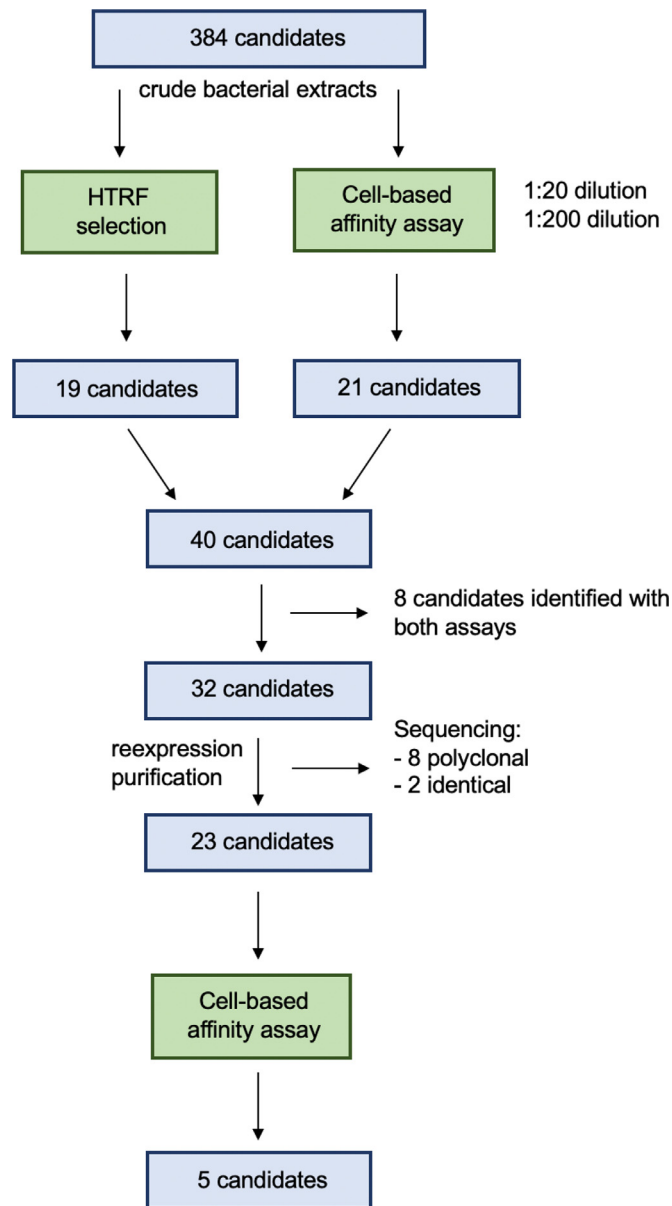 384 candidates
crude bacterial extracts
HTRF
selection
Cell-based
affinity assay
1:20 dilution
1:200 dilution
19 candidates
21 candidates
40 candidates
8 candidates identified with
both assays
32 candidates
reexpression
purification
Sequencing:
- 8 polyclonal
- 2 identical
23 candidates
Cell-based
affinity assay
5 candidates